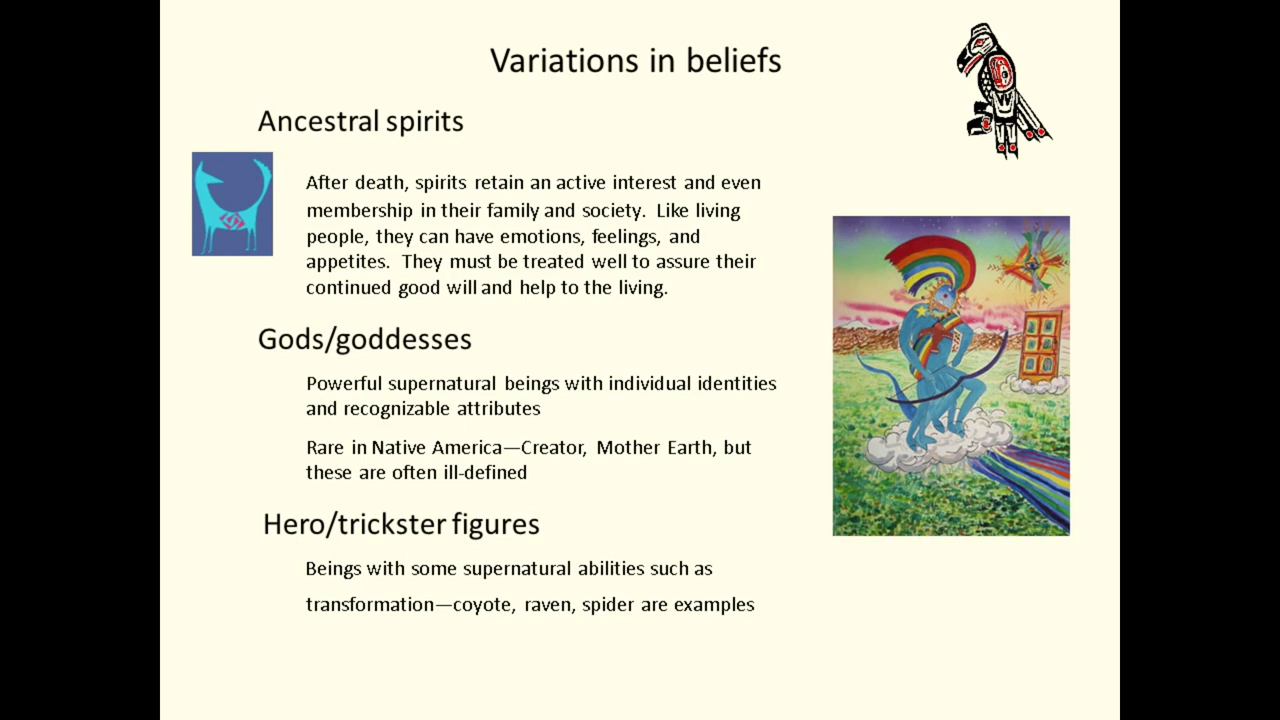 Variations in beliefs
Ancestral spirits
After death, spirits retain an active interest and even
membership in their family and society.  Like living
people, they can have emotions, feelings, and
appetites.  They must be treated well to assure their
continued good will and help to the living.
Gods/goddesses
Powerful supernatural beings with individual identities
and recognizable attributes
Rare in Native America—Creator, Mother Earth, but
these are often ill-defined
Hero/trickster figures
Beings with some supernatural abilities such as
transformation—coyote, raven, spider are examples